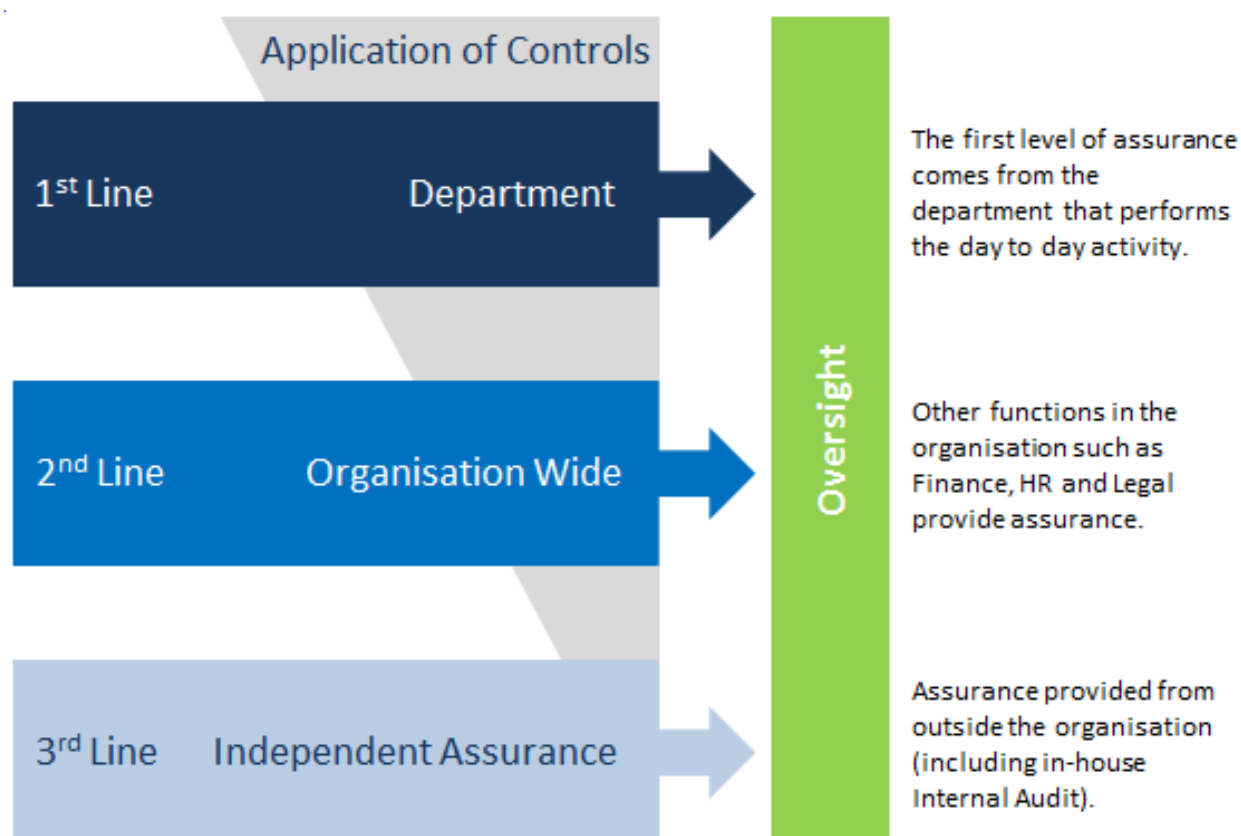 Application of Controls
1st Line Department
The first level of assurance
comes from the
department that performs
the day to day activity.
2nd Line Organisation Wide
Oversight
Other functions in the
organisation such as
Finance, HR and Legal
provide assurance.
3rd Line Independent Assurance
Assurance provided from
outside the organisation
(including in-house
Internal Audit).